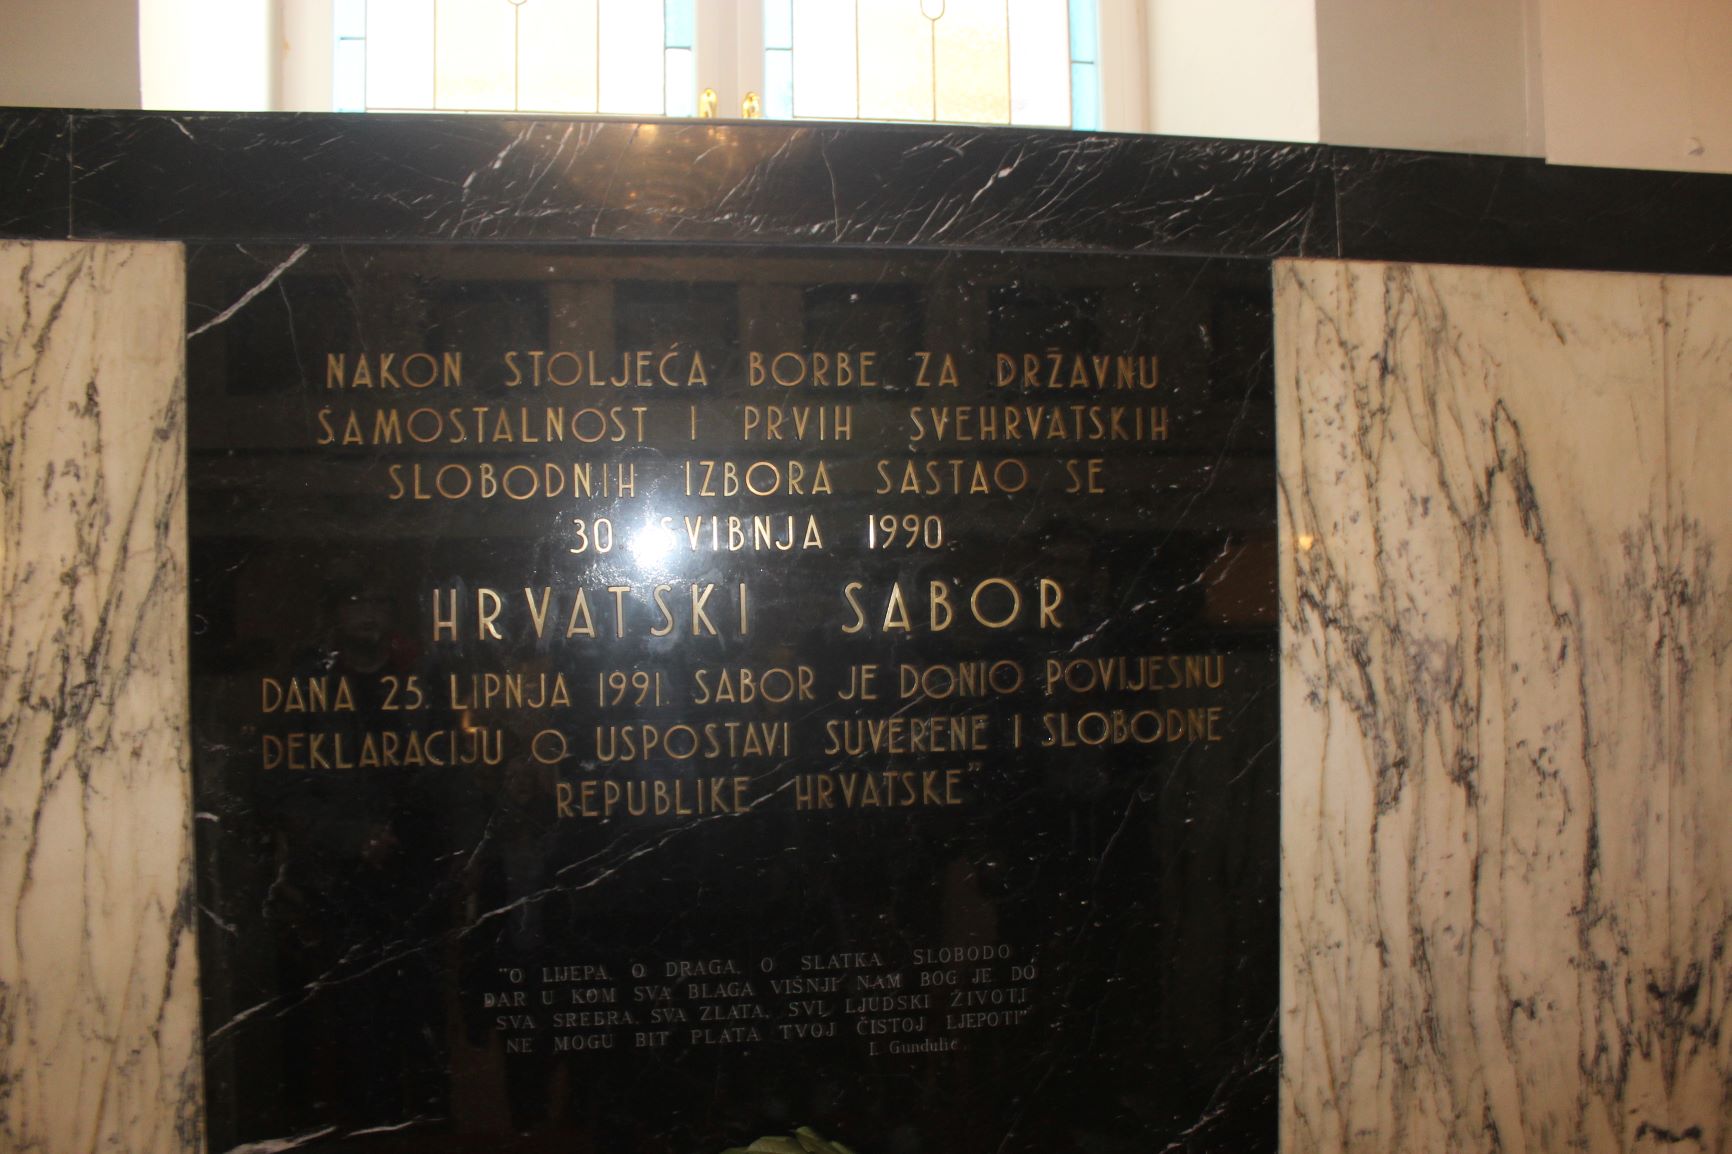 NAKON STOLJEĆA BORBE ZA DRŽAVNU
SAMOSTALNOST I PRVIH SVEHRVATSKIH
SLOBODNIH IZBORA SASTAO SE
30. SVIBNJA 1990
HRVATSKI SABOR
DANA 25. LIPNJA 1991. SABOR JE DONIO POVIJESNU
"DEKLARACIJU O USPOSTAVI SUVERENE I SLOBODNE
REPUBLIKE HRVATSKE"
"O LIJEPA, O DRAGA, O SLATKA SLOBODO
DAR U KOM SVA BLAGA VIŠNJI NAM BOG JE DO
SVA SREBRA, SVA ZLATA, SVI LJUDSKI ŽIVOTI
NE MOGU BIT PLATA TVOJ ČISTOJ LJEPOTI"
I. Gundulić